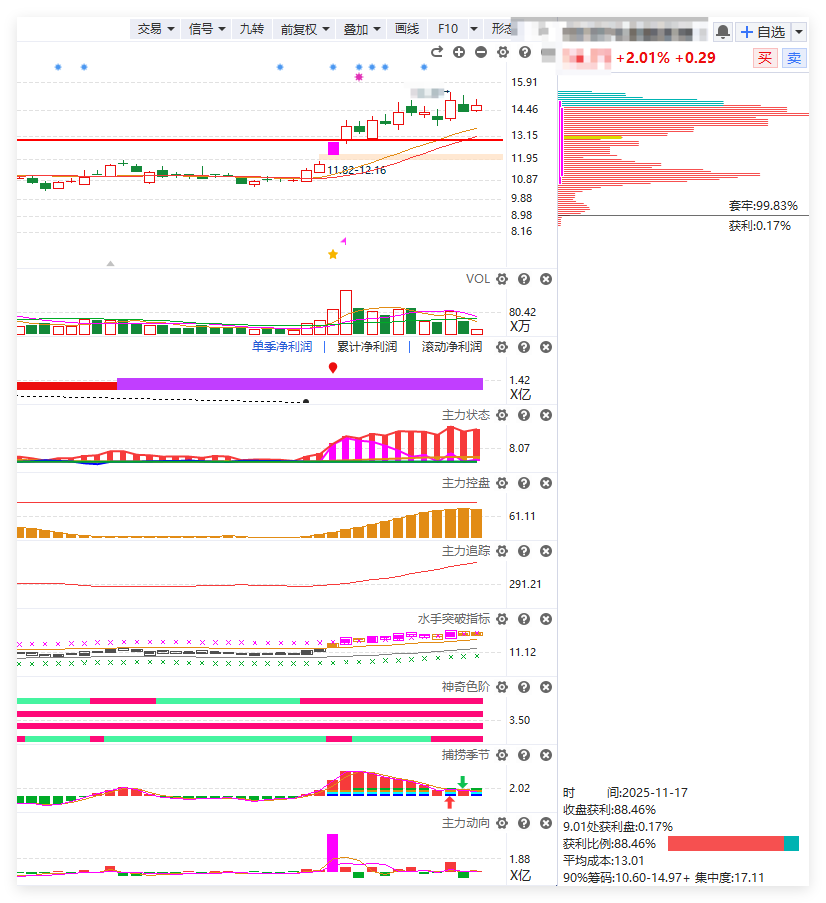 交易 信号 九转 前复权 叠加 画线 F10 形态
自选
+2.01% +0.29
买 卖
15.91
14.46
13.15
11.95
11.82-12.16
10.87
9.88
8.98
8.16
套牢:99.83%
获利:0.17%
VOL
80.42
X万
单季净利润 | 累计净利润 | 滚动净利润
1.42
X亿
主力状态
8.07
主力控盘
61.11
主力追踪
291.21
水手突破指标
11.12
神奇色阶
3.50
捕捞季节
2.02
主力动向
1.88
X亿
时 间:2025-11-17
收盘获利:88.46%
9.01处获利盘:0.17%
获利比例:88.46%
平均成本:13.01
90%筹码:10.60-14.97+ 集中度:17.11